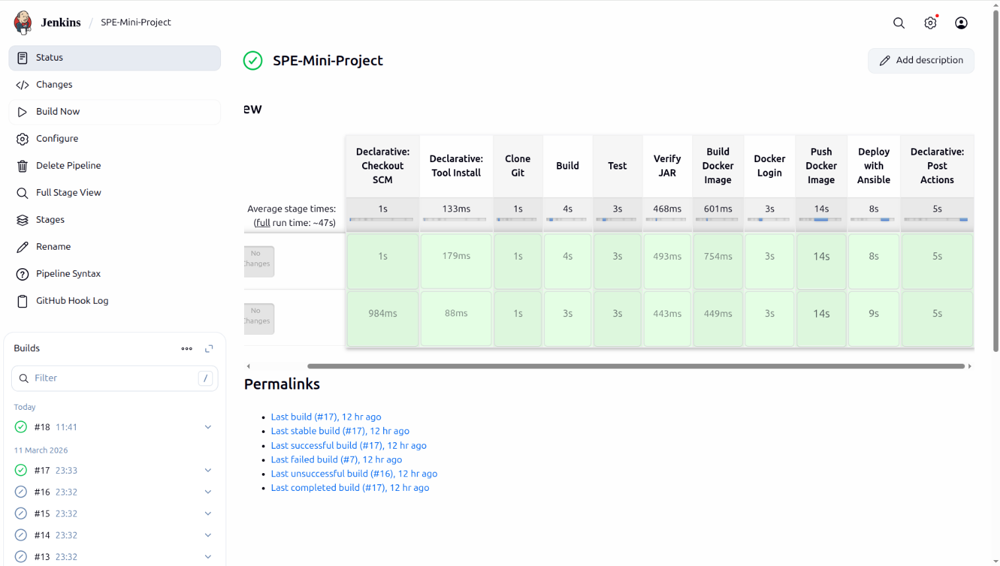 Jenkins / SPE-Mini-Project
Status
Changes
Build Now
Configure
Delete Pipeline
Full Stage View
Stages
Rename
Pipeline Syntax
GitHub Hook Log
Builds
Filter
/
Today
#18 11:41
11 March 2026
#17 23:33
#16 23:32
#15 23:32
#14 23:32
#13 23:32
SPE-Mini-Project
Add description
ew
Declarative:
Checkout
SCM
Declarative:
Tool Install
Clone
Git
Build
Test
Verify
JAR
Build
Docker
Image
Docker
Login
Push
Docker
Image
Deploy
with
Ansible
Declarative:
Post
Actions
Average stage times:
(full run time: ~47s)
1s 133ms 1s 4s 3s 468ms 601ms 3s 14s 8s 5s
No
Changes
1s 179ms 1s 4s 3s 493ms 754ms 3s 14s 8s 5s
No
Changes
984ms 88ms 1s 3s 3s 443ms 449ms 3s 14s 9s 5s
Permalinks
Last build (#17), 12 hr ago
Last stable build (#17), 12 hr ago
Last successful build (#17), 12 hr ago
Last failed build (#7), 12 hr ago
Last unsuccessful build (#16), 12 hr ago
Last completed build (#17), 12 hr ago